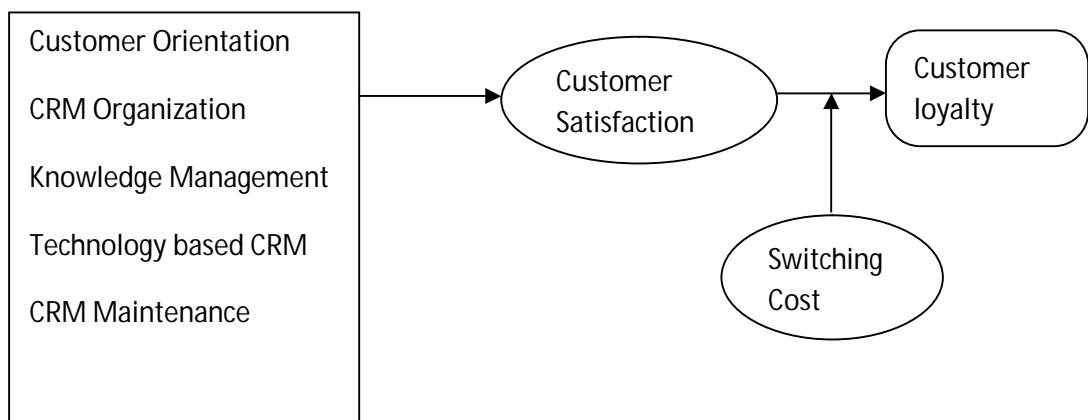 Customer Orientation
CRM Organization
Knowledge Management
Technology based CRM
CRM Maintenance
Customer
Satisfaction
Customer
loyalty
Switching
Cost